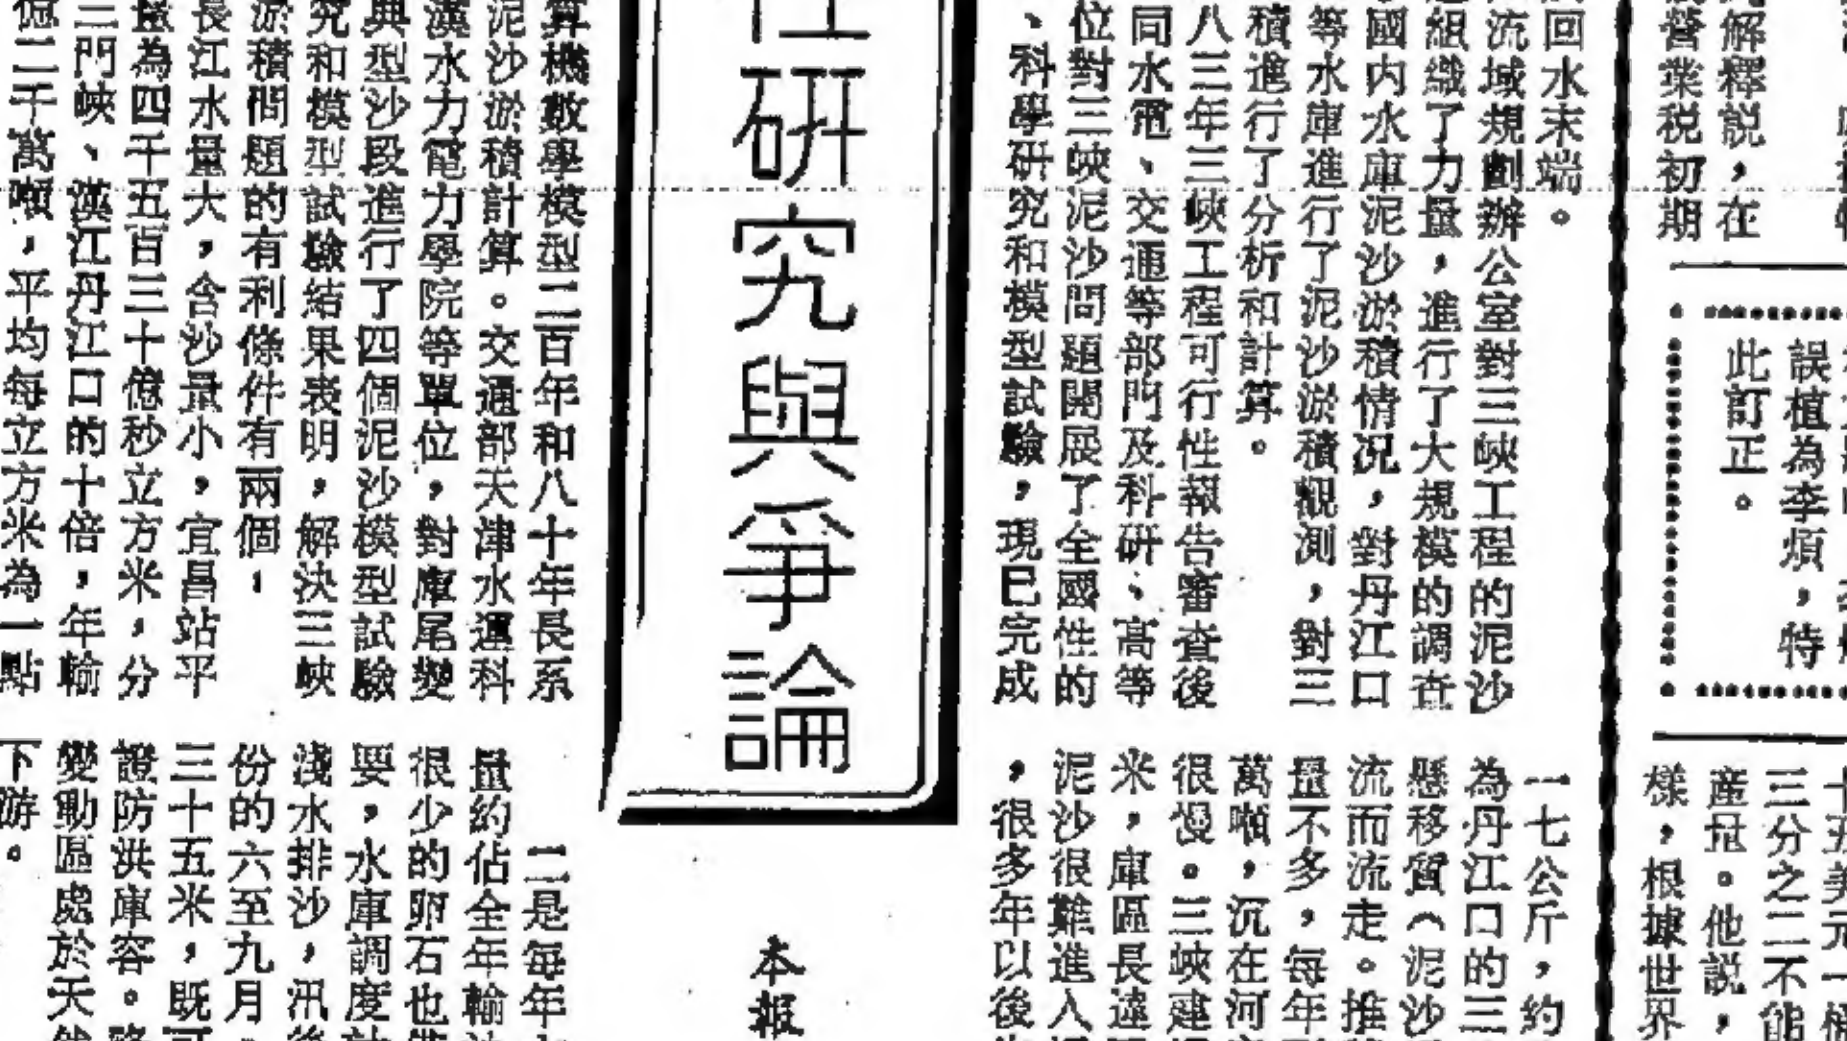 解釋説，在
營業税初期
誤植為李煩，特
此訂正。
三分之二不能
産量。他説，
樣，根據世界
回水末端。
流域規劃辦公室對三峽工程的泥沙
組織了力量，進行了大規模的調查
國内水庫泥沙淤積情况，對丹江口
等水庫進行了泥沙淤積觀測，對三
積進行了分析和計算。
八三年三峽工程可行性報告審查後
同水電、交通等部門及科研、高等
位對三峽泥沙問題開展了全國性的
、科學研究和模型試驗，現已完成
一七公斤，約
為丹江口的三
懸移質（泥沙
流而流走。推
量不多，每年
萬噸，沉在河
很慢。三峽建
米，庫區長遠
泥沙很難進入
，很多年以後
研究與爭論
本報
算機數學模型二百年和八十年長系
泥沙淤積計算。交通部天津水運科
漢水力電力學院等單位，對庫尾變
典型沙段進行了四個泥沙模型試驗
究和模型試驗結果表明，解決三峽
淤積問題的有利條件有兩個，
長江水量大，含沙量小，宜昌站平
量為四千五百三十億秒立方米，分
三門峽、漢江丹江口的十倍，年輸
億二千萬噸，平均每立方米為一點
二是每年
量約佔全年輸
很少的卵石也
要，水庫調度
淺水排沙，汛後
份的六至九月
三十五米，既可
證防洪庫容。
變動區處於天
下游。